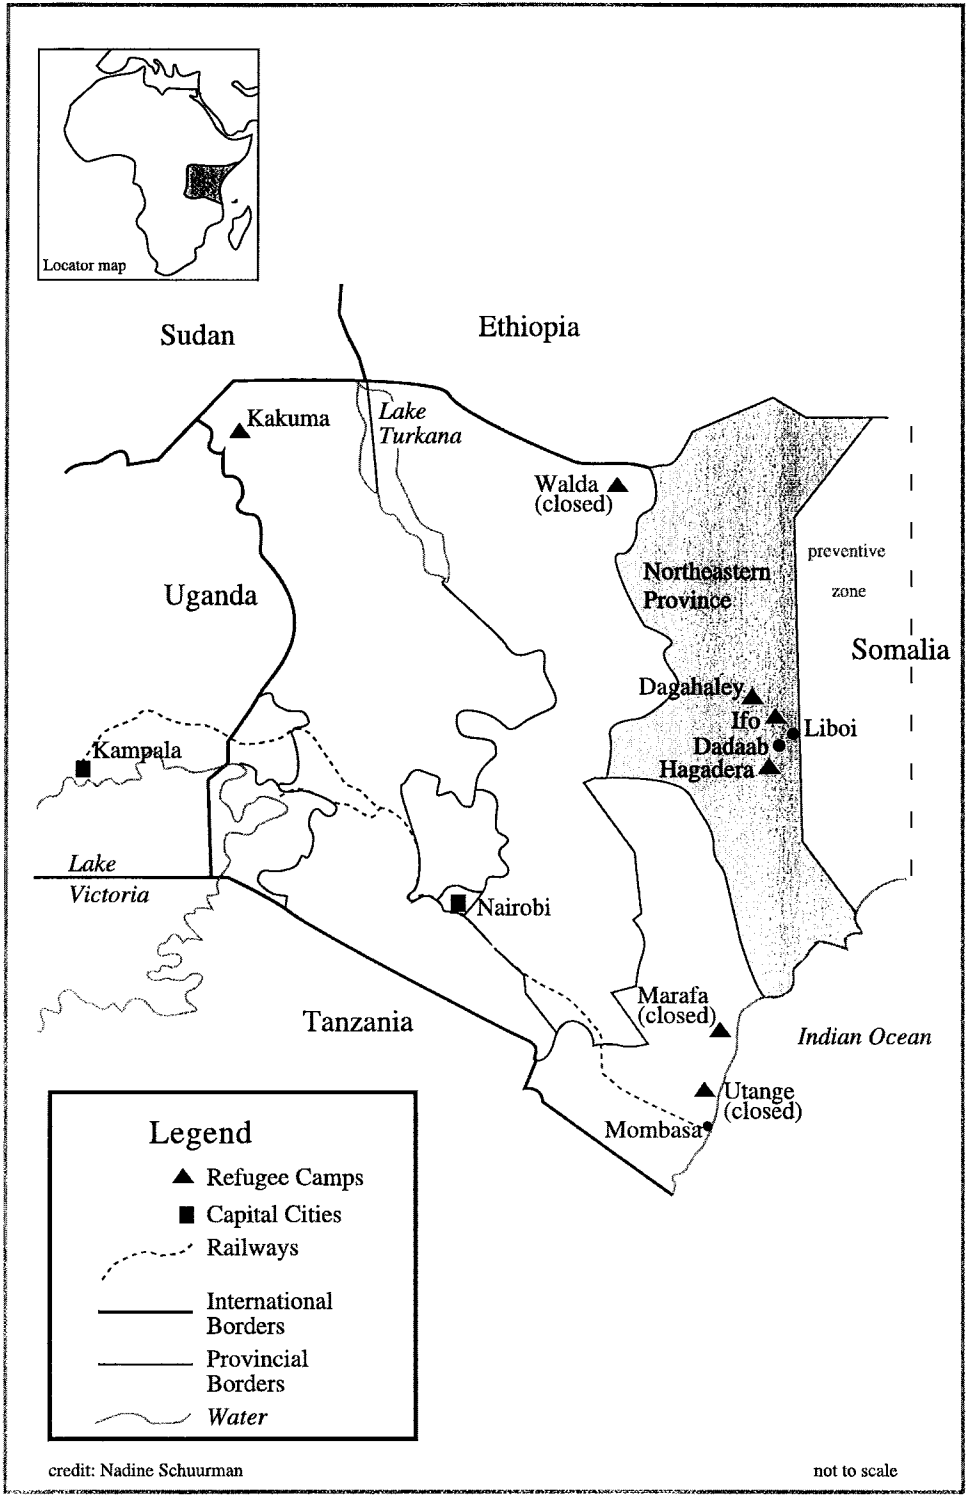 Locator map
Sudan
Ethiopia
Kakuma
Lake
Turkana
Walda
(closed)
preventive
zone
Northeastern
Province
Uganda
Somalia
Dagahaley
Ifo
Liboi
Dadaab
Hagadera
Kampala
Lake
Victoria
Nairobi
Marafa
(closed)
Tanzania
Indian Ocean
Utange
(closed)
Mombasa
Legend
Refugee Camps
Capital Cities
Railways
International
Borders
Provincial
Borders
Water
credit: Nadine Schuurman
not to scale